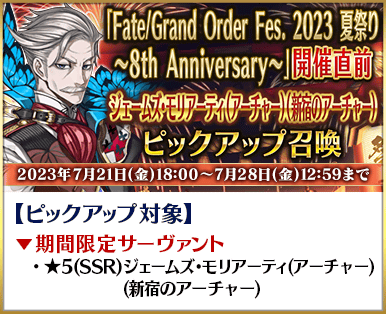 「Fate/Grand Order Fes. 2023 夏祭り
～8th Anniversary～」開催直前
ジェームズ・モリアーティ(アーチャー)(新宿のアーチャー)
ピックアップ召喚
2023年7月21日(金)18:00～7月28日(金)12:59まで
【ピックアップ対象】
▼期間限定サーヴァント
・★5(SSR)ジェームズ・モリアーティ(アーチャー)
(新宿のアーチャー)